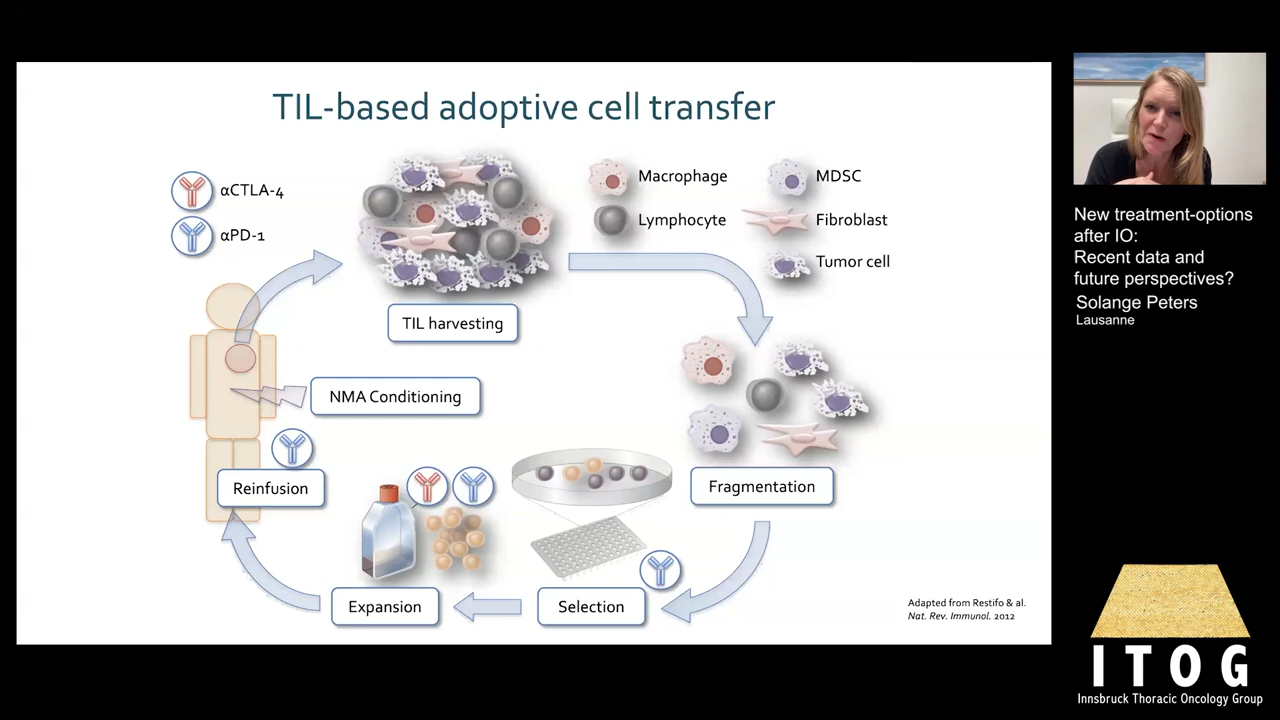 TIL-based adoptive cell transfer
αCTLA-4
αPD-1
Macrophage
MDSC
Lymphocyte
Fibroblast
Tumor cell
TIL harvesting
NMA Conditioning
Reinfusion
Fragmentation
Expansion
Selection
Adapted from Restifo & al.
Nat. Rev. Immunol. 2012
New treatment-options
after IO:
Recent data and
future perspectives?
Solange Peters
Lausanne
ITOG
Innsbruck Thoracic Oncology Group